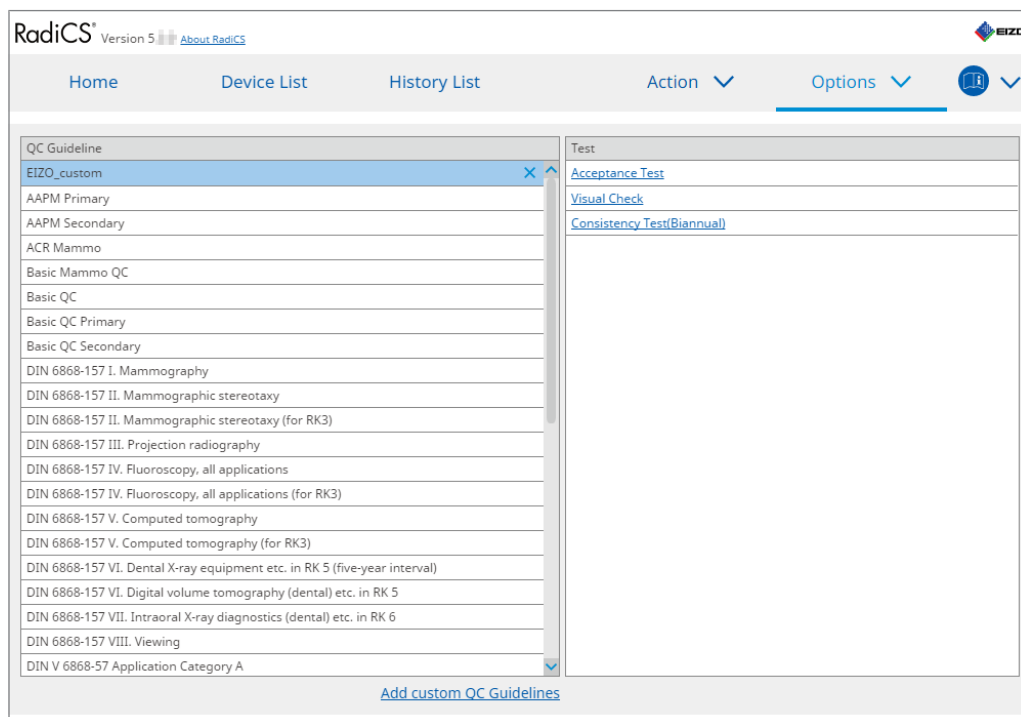 RadiCS® Version 5. About RadiCS
EIZO
Home Device List History List Action Options
QC Guideline
EIZO_custom
AAPM Primary
AAPM Secondary
ACR Mammo
Basic Mammo QC
Basic QC
Basic QC Primary
Basic QC Secondary
DIN 6868-157 I. Mammography
DIN 6868-157 II. Mammographic stereotaxy
DIN 6868-157 II. Mammographic stereotaxy (for RK3)
DIN 6868-157 III. Projection radiography
DIN 6868-157 IV. Fluoroscopy, all applications
DIN 6868-157 IV. Fluoroscopy, all applications (for RK3)
DIN 6868-157 V. Computed tomography
DIN 6868-157 V. Computed tomography (for RK3)
DIN 6868-157 VI. Dental X-ray equipment etc. in RK 5 (five-year interval)
DIN 6868-157 VI. Digital volume tomography (dental) etc. in RK 5
DIN 6868-157 VII. Intraoral X-ray diagnostics (dental) etc. in RK 6
DIN 6868-157 VIII. Viewing
DIN V 6868-57 Application Category A
Test
Acceptance Test
Visual Check
Consistency Test(Biannual)
Add custom QC Guidelines